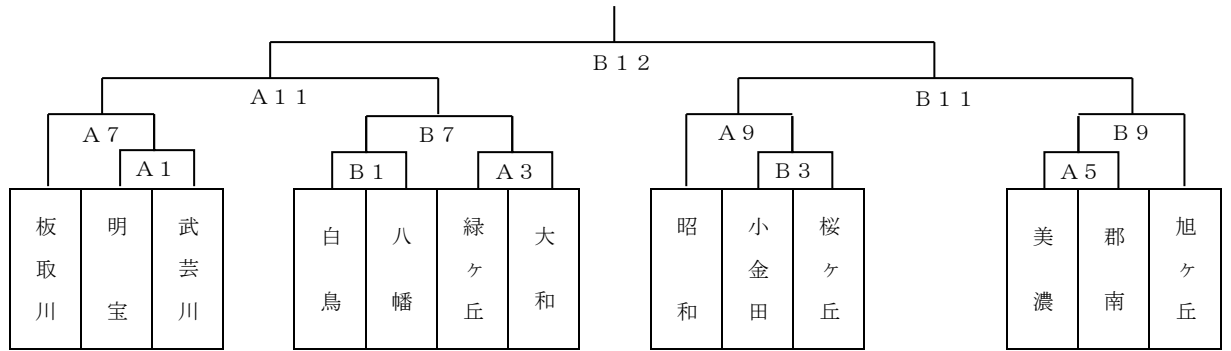 B12
A11
B11
A7
B7
A9
B9
A1
B1
A3
B3
A5
板取川
明宝
武芸川
白鳥
八幡
緑ヶ丘
大和
昭和
小金田
桜ヶ丘
美濃
郡南
旭ヶ丘